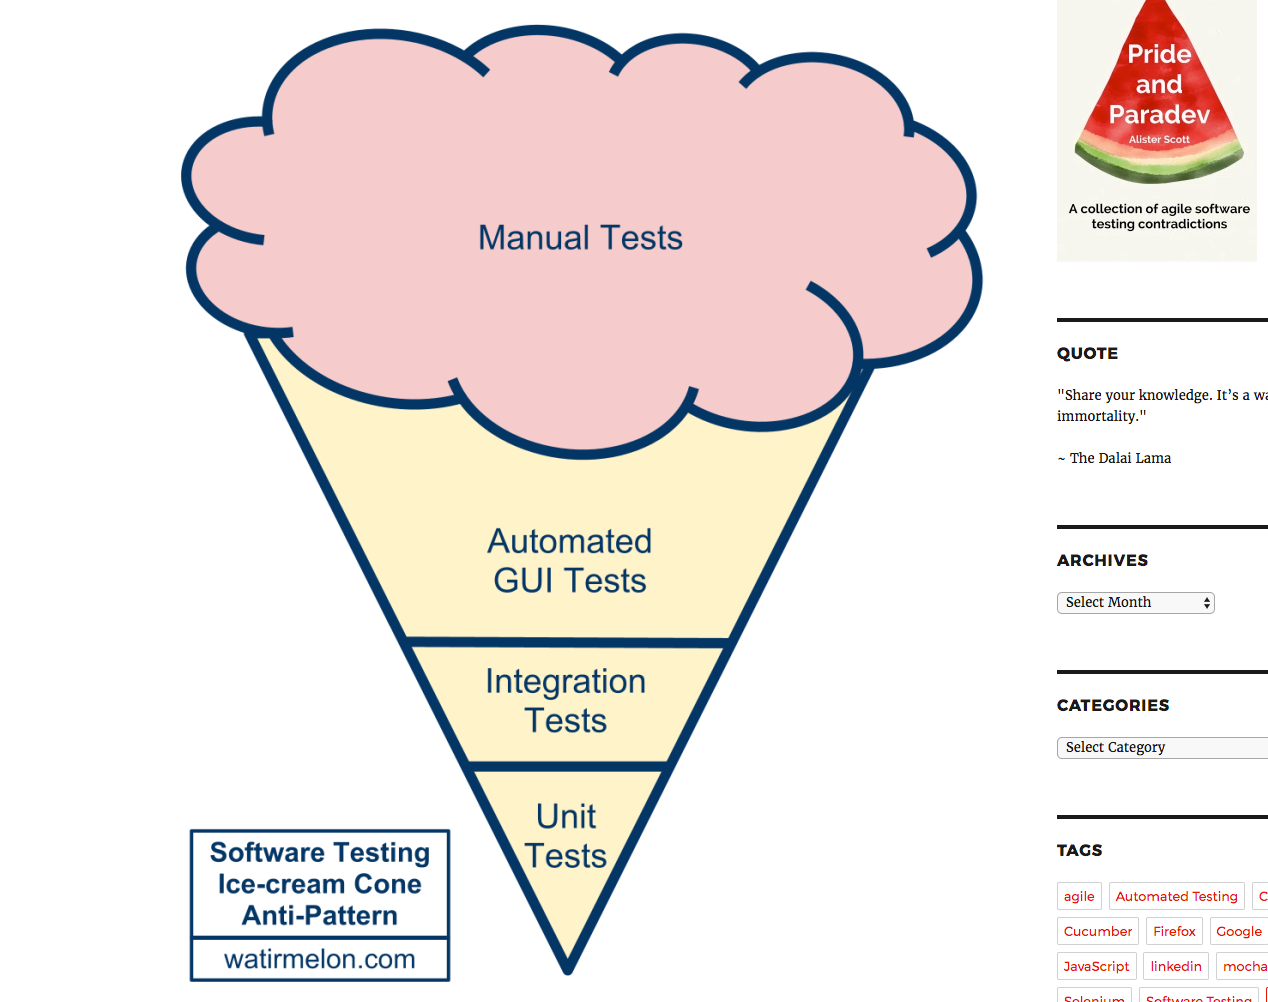 Manual Tests
Automated
GUI Tests
Integration
Tests
Unit
Tests
Software Testing
Ice-cream Cone
Anti-Pattern
watirmelon.com
Pride
and
Paradev
Alister Scott
A collection of agile software
testing contradictions
QUOTE
"Share your knowledge. It’s a
immortality."
~ The Dalai Lama
ARCHIVES
Select Month
CATEGORIES
Select Category
TAGS
agile Automated Testing C
Cucumber Firefox Google
JavaScript linkedin mocha
Selenium Software Testing